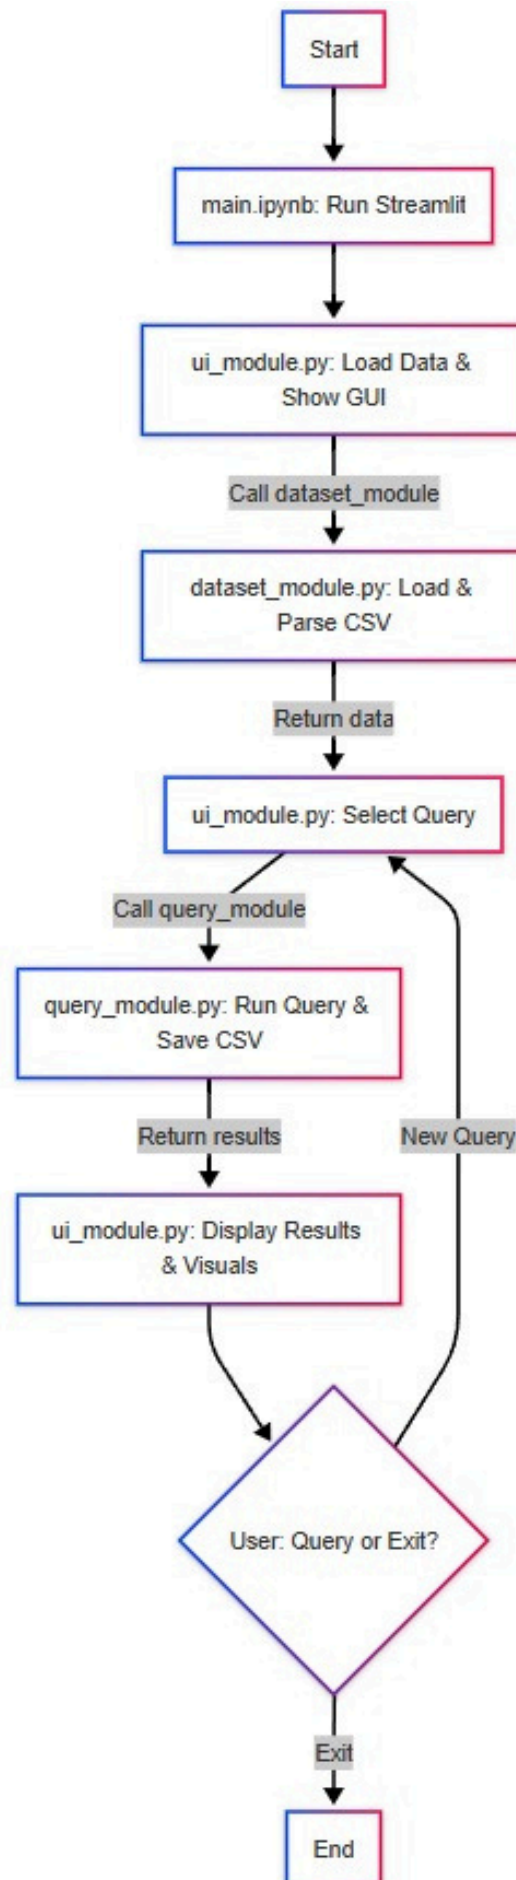 Start
main.ipynb: Run Streamlit
ui_module.py: Load Data &
Show GUI
Call dataset_module
dataset_module.py: Load &
Parse CSV
Return data
ui_module.py: Select Query
Call query_module
query_module.py: Run Query &
Save CSV
Return results
New Query
ui_module.py: Display Results
& Visuals
User: Query or Exit?
Exit
End